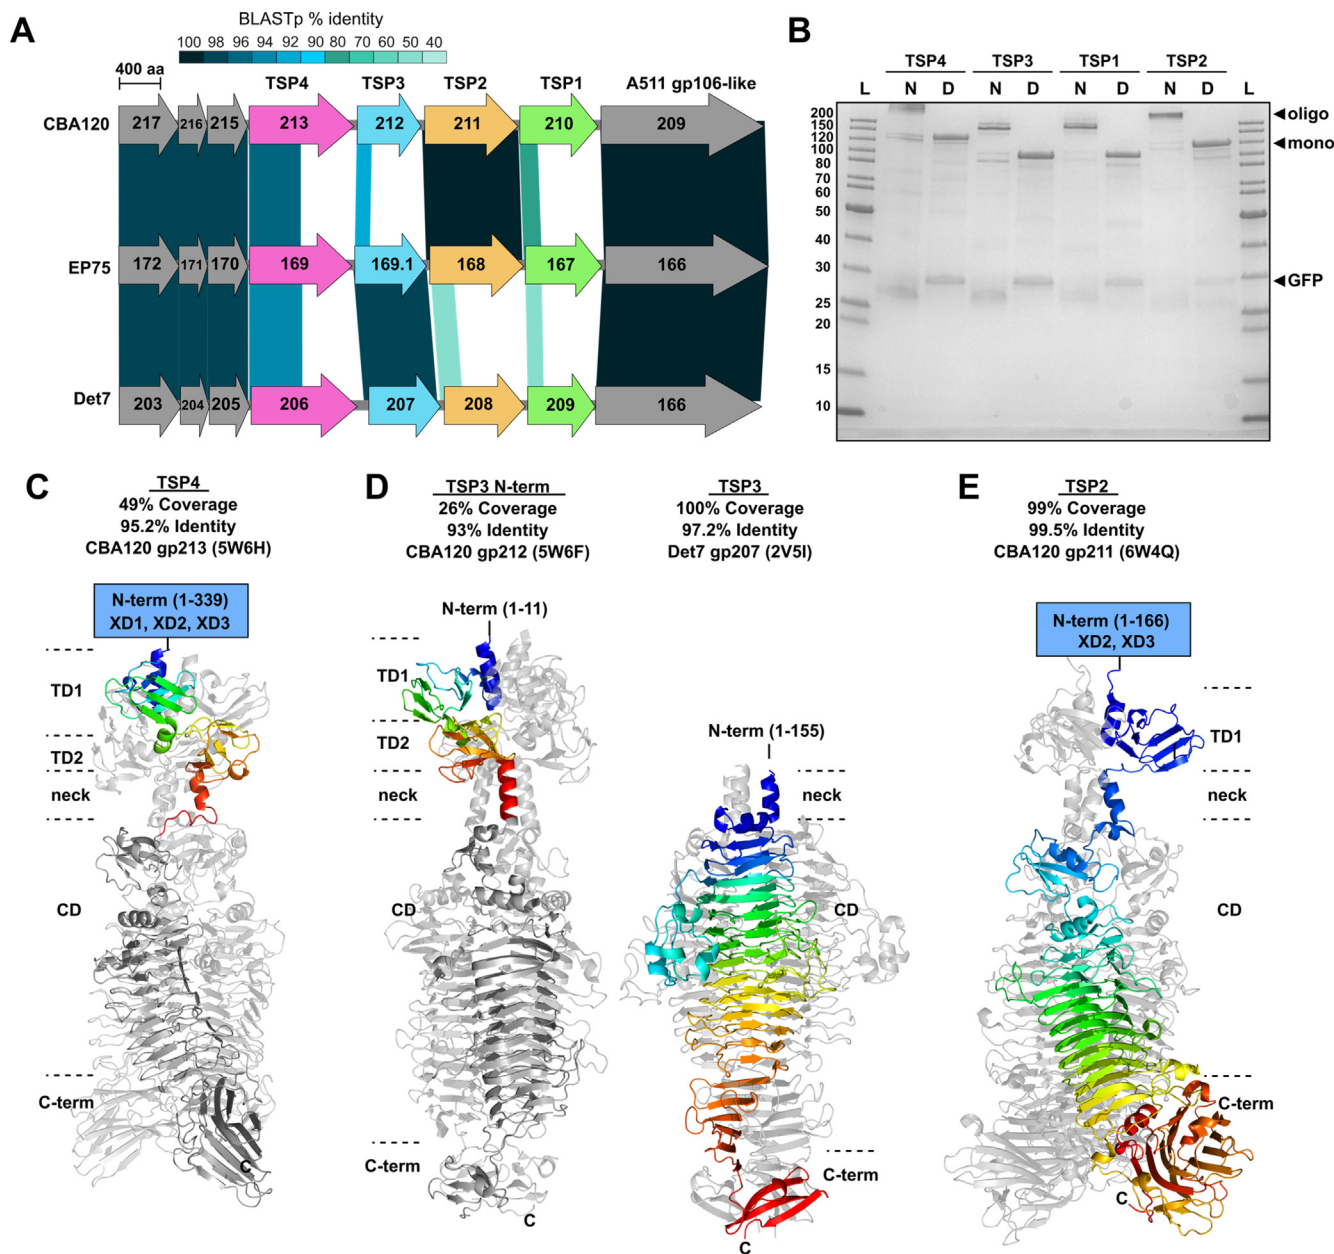 A
BLASTp % identity
100 98 96 94 92 90 80 70 60 50 40
400 aa
TSP4 TSP3 TSP2 TSP1 A511 gp106-like
CBA120 217 216 215 213 212 211 210 209
EP75 172 171 170 169 169.1 168 167 166
Det7 203 204 205 206 207 208 209 166
B
TSP4 TSP3 TSP1 TSP2
L N D N D N D N D L
200
150
120
100
80
70
60
50
40
30
25
20
15
10
oligo
mono
GFP
C
TSP4
49% Coverage
95.2% Identity
CBA120 gp213 (5W6H)
N-term (1-339)
XD1, XD2, XD3
TD1
TD2
neck
CD
C-term
C
D
TSP3 N-term
26% Coverage
93% Identity
CBA120 gp212 (5W6F)
N-term (1-11)
TD1
TD2
neck
CD
C-term
C
TSP3
100% Coverage
97.2% Identity
Det7 gp207 (2V5I)
N-term (1-155)
neck
CD
C-term
C
E
TSP2
99% Coverage
99.5% Identity
CBA120 gp211 (6W4Q)
N-term (1-166)
XD2, XD3
TD1
neck
CD
C-term
C